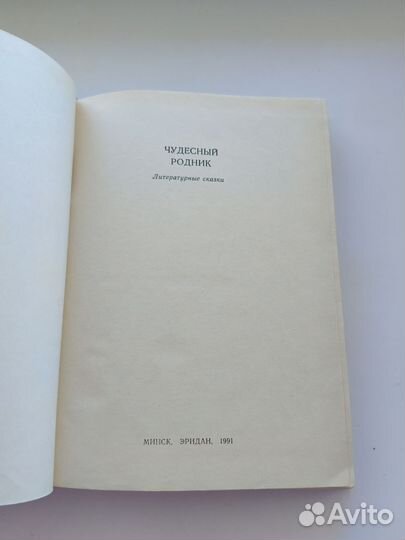 ЧУДЕСНЫЙ
РОДНИК
Литературные сказки
МИНСК, ЭРИДАН, 1991
Avito